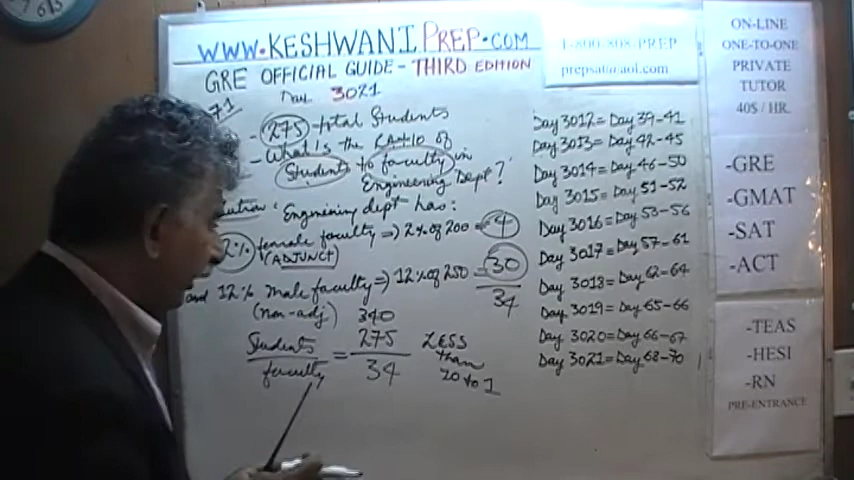 WWW.KESHWANIPREP.COM
GRE OFFICIAL GUIDE - THIRD EDITION
Day 3021
71
- 275 total Students
- What is the RATIO of
Students to faculty in
Engineering Dept?
"Engineering dept" has:
2% female faculty => 2% of 200 = 4
(ADJUNCT)
and 12% male faculty => 12% of 250 = 30
34
(non-adj)
340
Students
faculty
= 275
34
LESS
than
10 to 1
1-800-808-PREP
prepsat@aol.com
Day 3012 = Day 39-41
Day 3013 = Day 42-45
Day 3014 = Day 46-50
Day 3015 = Day 51-52
Day 3016 = Day 53-56
Day 3017 = Day 57-61
Day 3018 = Day 62-64
Day 3019 = Day 65-66
Day 3020 = Day 66-67
Day 3021 = Day 68-70
ON-LINE
ONE-TO-ONE
PRIVATE
TUTOR
40$ / HR.
-GRE
-GMAT
-SAT
-ACT
-TEAS
-HESI
-RN
PRE-ENTRANCE